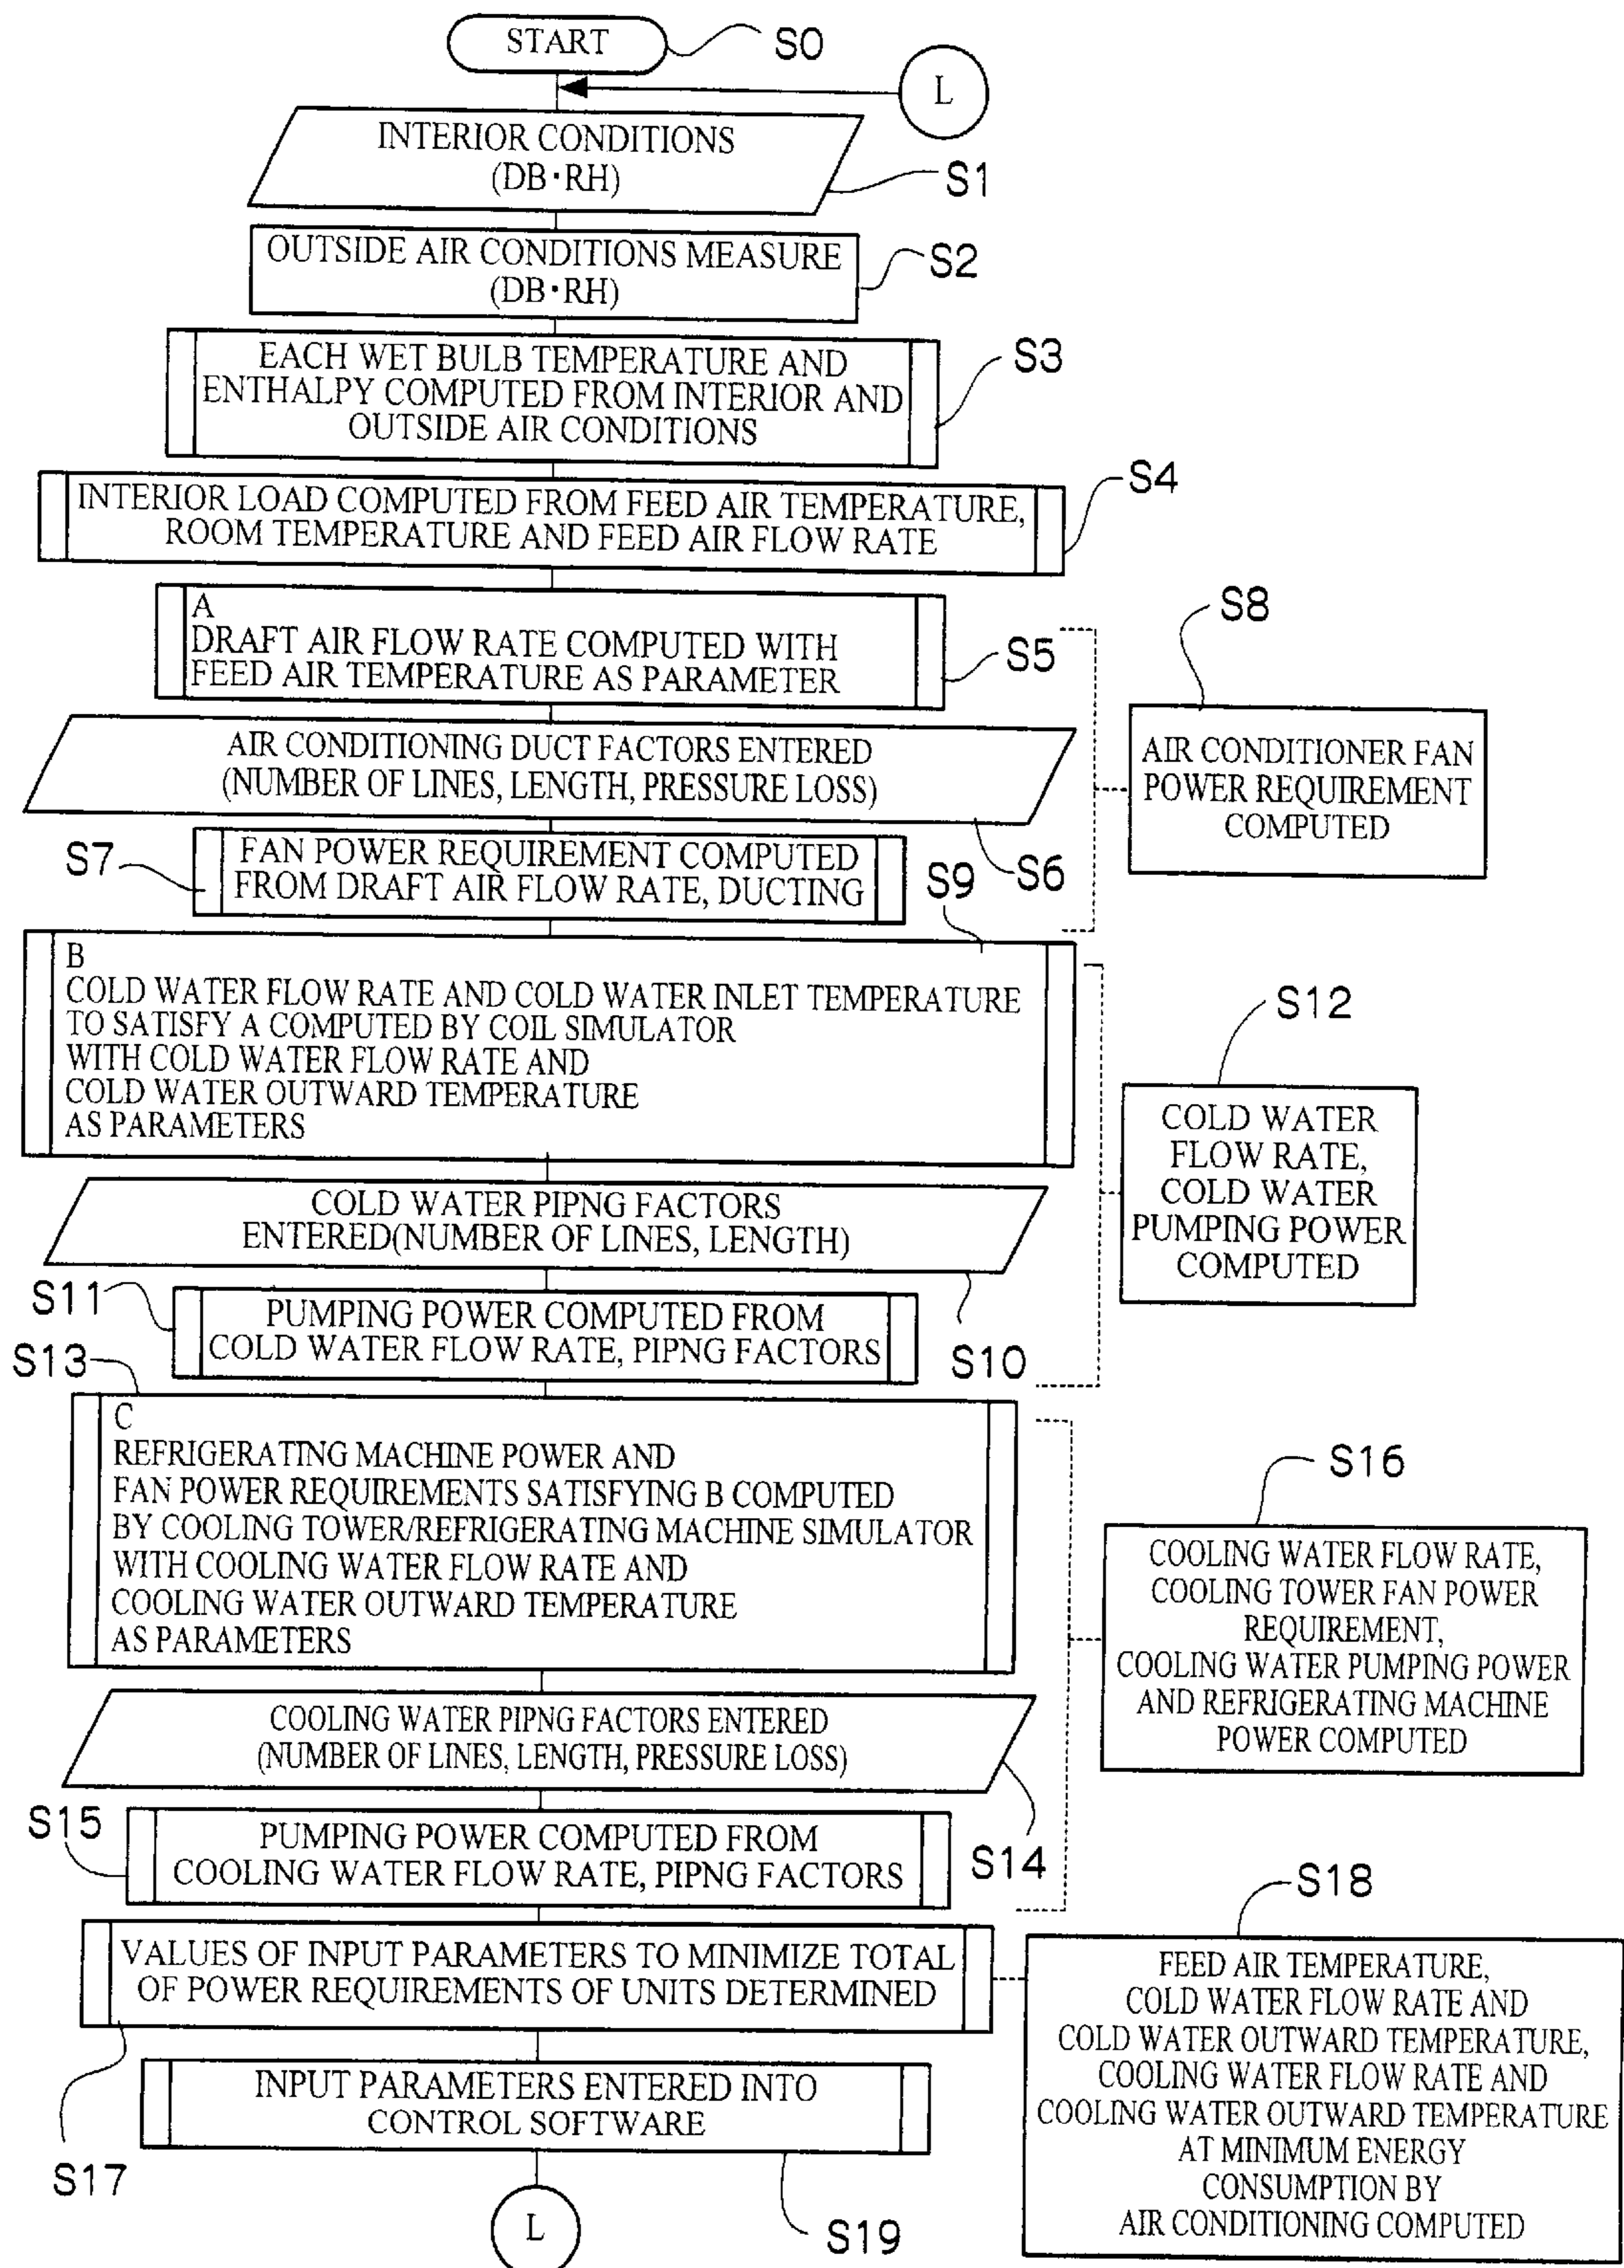 START
S0
L
INTERIOR CONDITIONS
(DB·RH)
S1
OUTSIDE AIR CONDITIONS MEASURE
(DB·RH)
S2
EACH WET BULB TEMPERATURE AND
ENTHALPY COMPUTED FROM INTERIOR AND
OUTSIDE AIR CONDITIONS
S3
INTERIOR LOAD COMPUTED FROM FEED AIR TEMPERATURE,
ROOM TEMPERATURE AND FEED AIR FLOW RATE
S4
A
DRAFT AIR FLOW RATE COMPUTED WITH
FEED AIR TEMPERATURE AS PARAMETER
S5
AIR CONDITIONING DUCT FACTORS ENTERED
(NUMBER OF LINES, LENGTH, PRESSURE LOSS)
S6
S7
FAN POWER REQUIREMENT COMPUTED
FROM DRAFT AIR FLOW RATE, DUCTING
S8
AIR CONDITIONER FAN
POWER REQUIREMENT
COMPUTED
S9
B
COLD WATER FLOW RATE AND COLD WATER INLET TEMPERATURE
TO SATISFY A COMPUTED BY COIL SIMULATOR
WITH COLD WATER FLOW RATE AND
COLD WATER OUTWARD TEMPERATURE
AS PARAMETERS
COLD WATER PIPNG FACTORS
ENTERED(NUMBER OF LINES, LENGTH)
S10
S11
PUMPING POWER COMPUTED FROM
COLD WATER FLOW RATE, PIPNG FACTORS
S12
COLD WATER
FLOW RATE,
COLD WATER
PUMPING POWER
COMPUTED
S13
C
REFRIGERATING MACHINE POWER AND
FAN POWER REQUIREMENTS SATISFYING B COMPUTED
BY COOLING TOWER/REFRIGERATING MACHINE SIMULATOR
WITH COOLING WATER FLOW RATE AND
COOLING WATER OUTWARD TEMPERATURE
AS PARAMETERS
COOLING WATER PIPNG FACTORS ENTERED
(NUMBER OF LINES, LENGTH, PRESSURE LOSS)
S14
S15
PUMPING POWER COMPUTED FROM
COOLING WATER FLOW RATE, PIPNG FACTORS
S16
COOLING WATER FLOW RATE,
COOLING TOWER FAN POWER
REQUIREMENT,
COOLING WATER PUMPING POWER
AND REFRIGERATING MACHINE
POWER COMPUTED
VALUES OF INPUT PARAMETERS TO MINIMIZE TOTAL
OF POWER REQUIREMENTS OF UNITS DETERMINED
S17
S18
FEED AIR TEMPERATURE,
COLD WATER FLOW RATE AND
COLD WATER OUTWARD TEMPERATURE,
COOLING WATER FLOW RATE AND
COOLING WATER OUTWARD TEMPERATURE
AT MINIMUM ENERGY
CONSUMPTION BY
AIR CONDITIONING COMPUTED
INPUT PARAMETERS ENTERED INTO
CONTROL SOFTWARE
S19
L